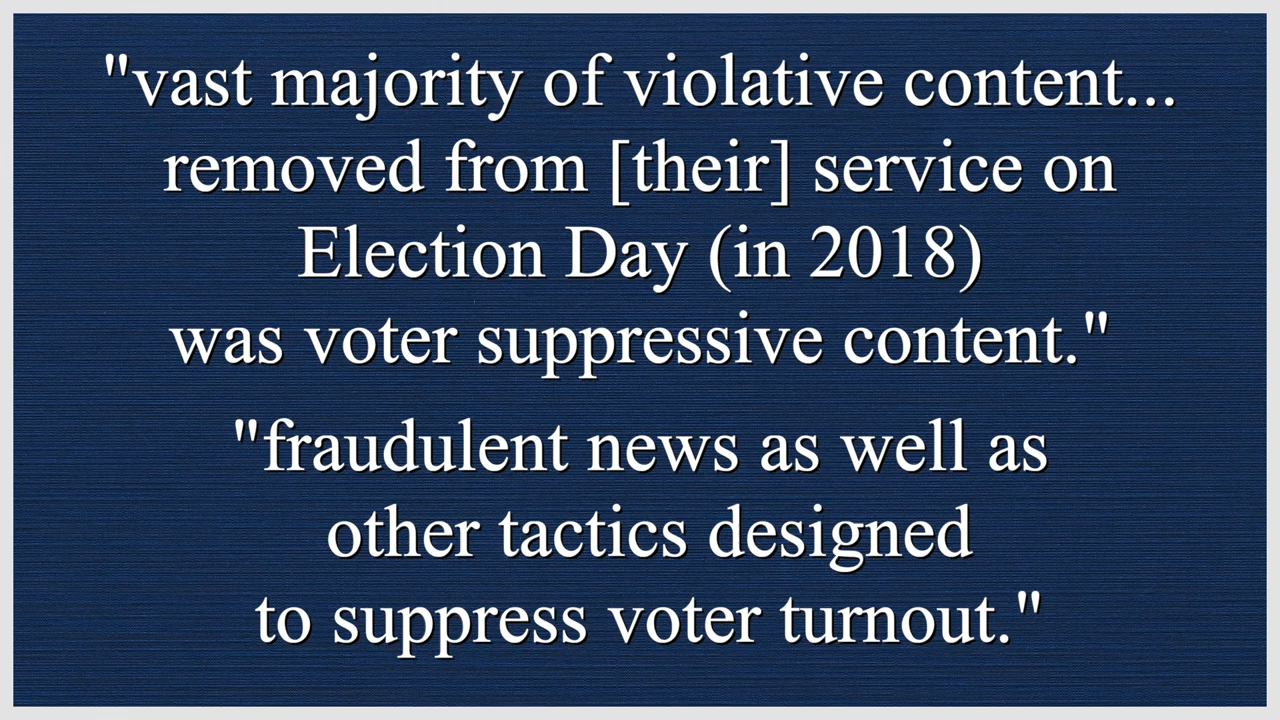 "vast majority of violative content...
removed from [their] service on
Election Day (in 2018)
was voter suppressive content."
"fraudulent news as well as
other tactics designed
to suppress voter turnout."